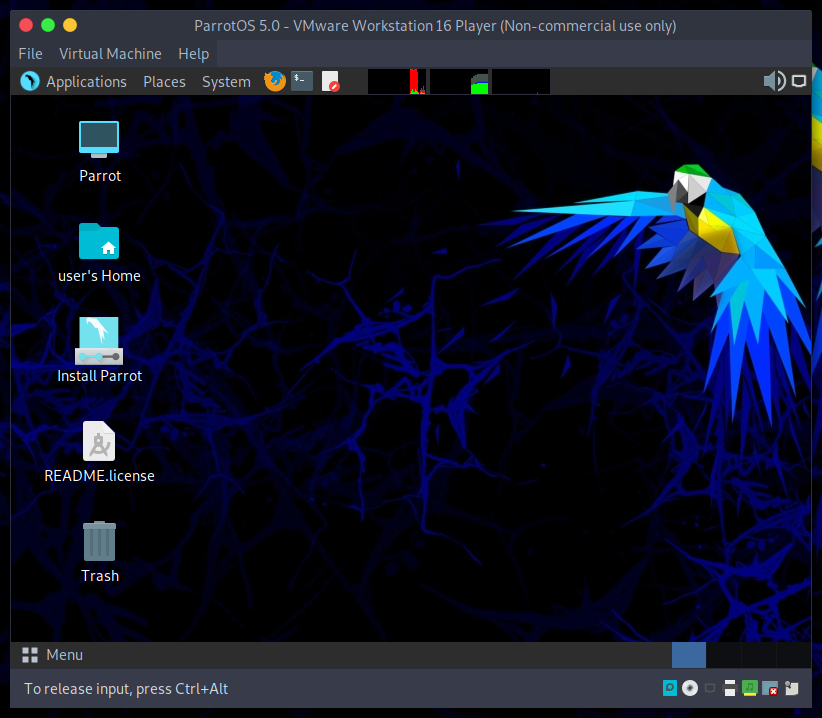 ParrotOS 5.0 - VMware Workstation 16 Player (Non-commercial use only)
File Virtual Machine Help
Applications Places System
Parrot
user's Home
Install Parrot
README.license
Trash
Menu
To release input, press Ctrl+Alt